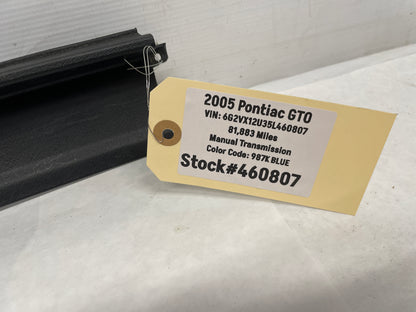 2005 Pontiac GTO
VIN: 6G2VX12U35L460807
81,883 Miles
Manual Transmission
Color Code: 987K BLUE
Stock#460807